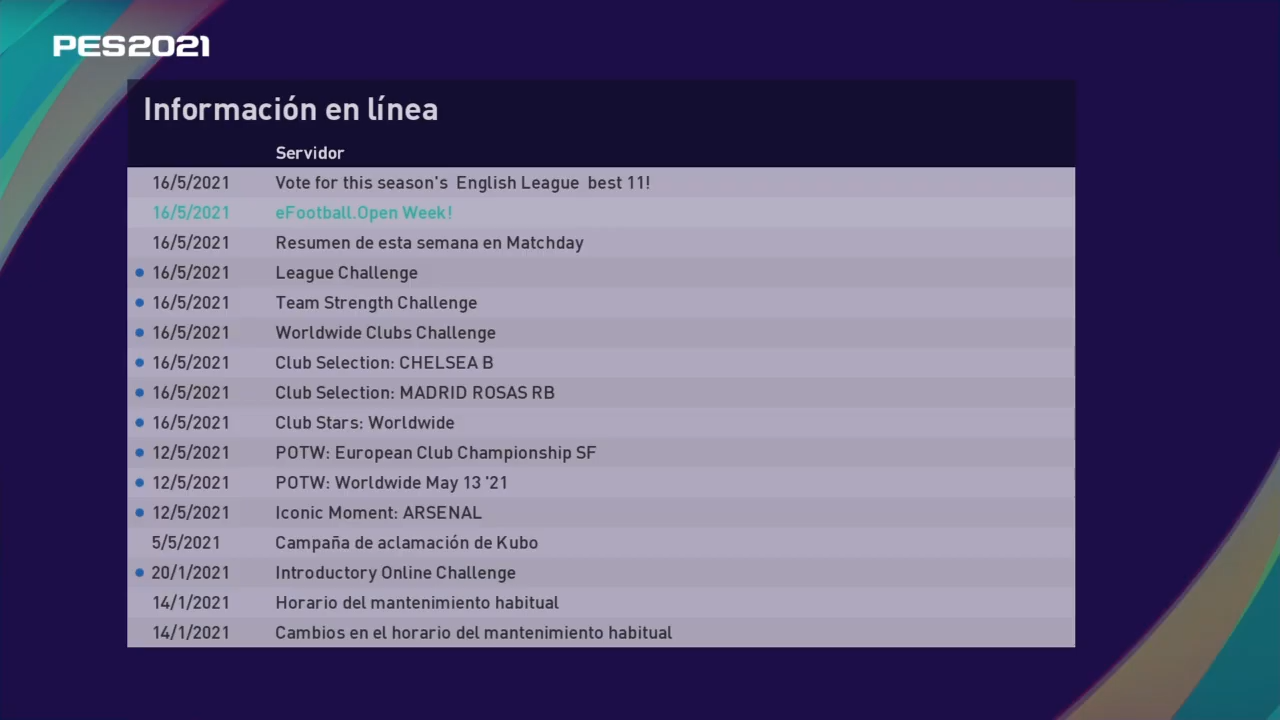 PES2021
Información en línea
Servidor
16/5/2021 Vote for this season's English League best 11!
16/5/2021 eFootball.Open Week!
16/5/2021 Resumen de esta semana en Matchday
16/5/2021 League Challenge
16/5/2021 Team Strength Challenge
16/5/2021 Worldwide Clubs Challenge
16/5/2021 Club Selection: CHELSEA B
16/5/2021 Club Selection: MADRID ROSAS RB
16/5/2021 Club Stars: Worldwide
12/5/2021 POTW: European Club Championship SF
12/5/2021 POTW: Worldwide May 13 '21
12/5/2021 Iconic Moment: ARSENAL
5/5/2021 Campaña de aclamación de Kubo
20/1/2021 Introductory Online Challenge
14/1/2021 Horario del mantenimiento habitual
14/1/2021 Cambios en el horario del mantenimiento habitual